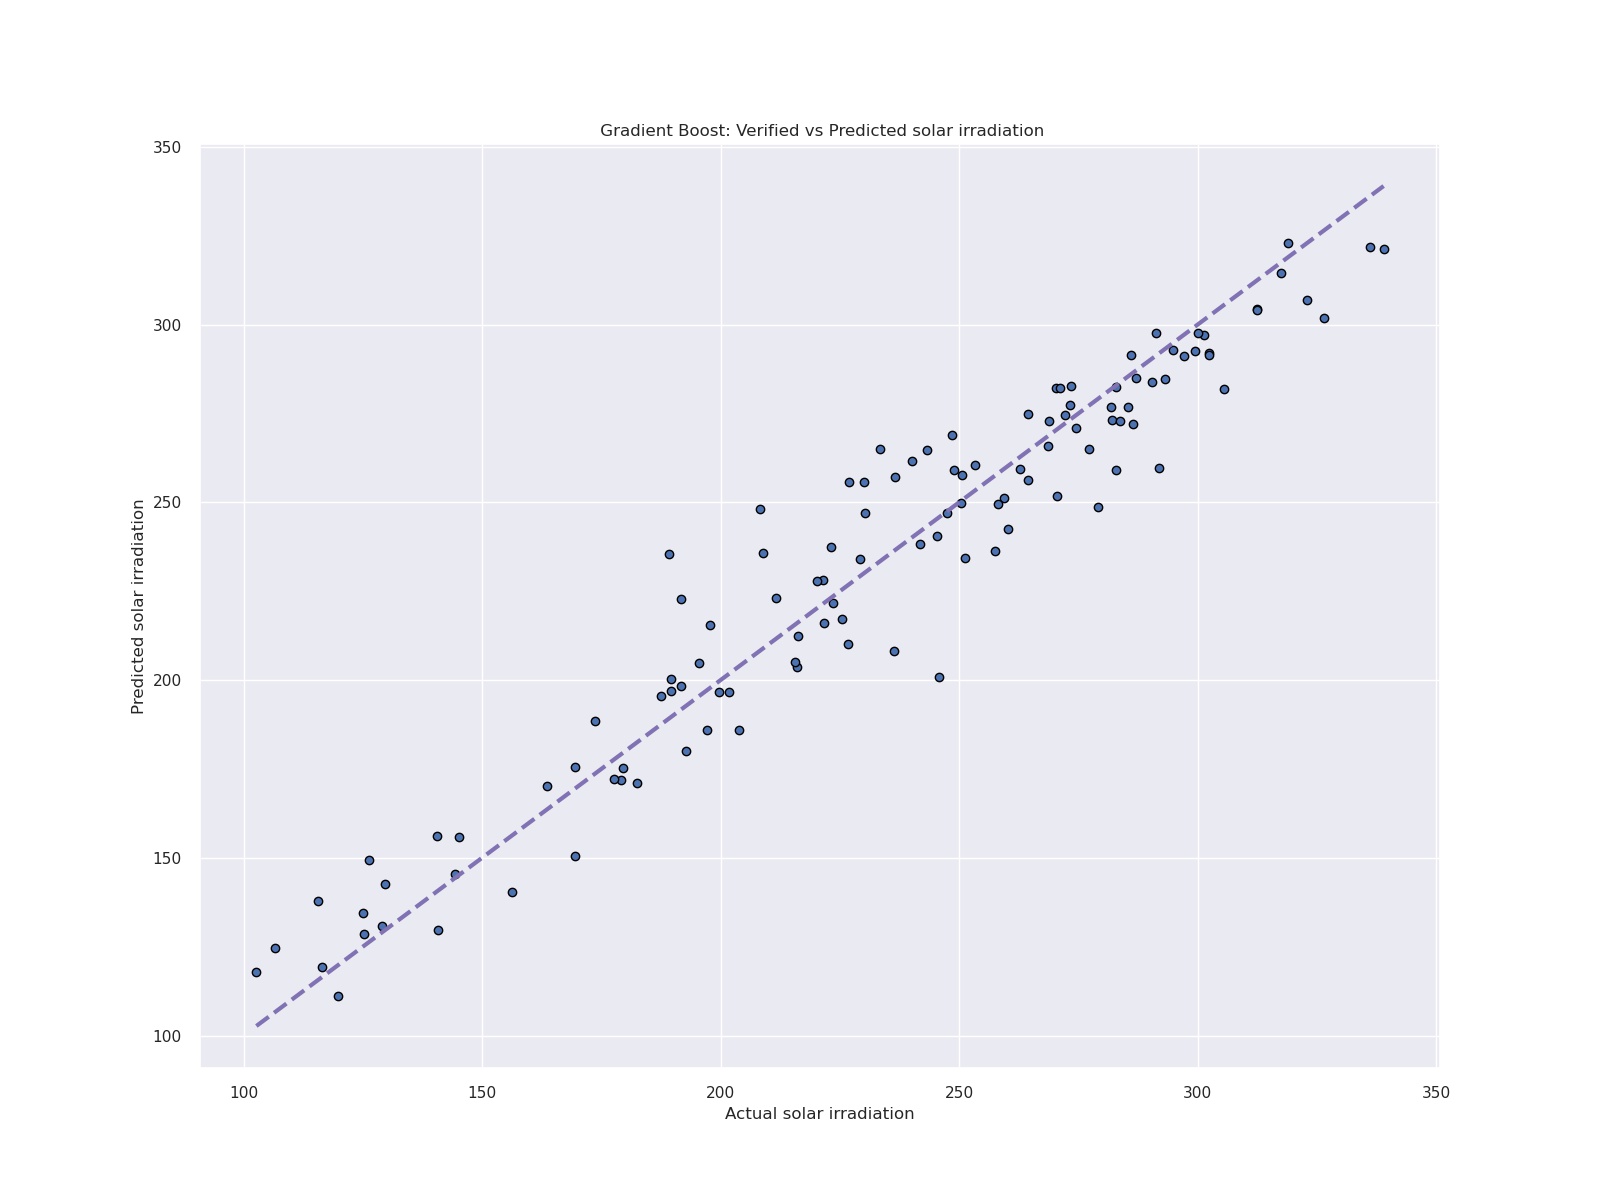 Gradient Boost: Verified vs Predicted solar irradiation
350
300
250
200
150
100
Predicted solar irradiation
100 150 200 250 300 350
Actual solar irradiation